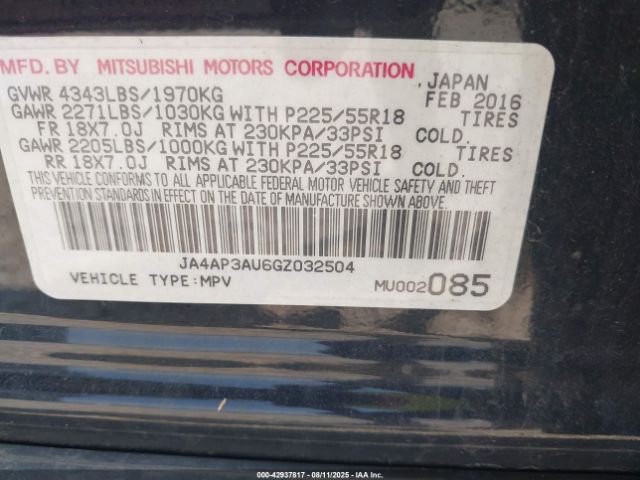 MFD. BY MITSUBISHI MOTORS CORPORATION JAPAN
GVWR 4343LBS/1970KG FEB 2016
GAWR 2271LBS/1030KG WITH P225/55R18 TIRES
FR 18X7.0J RIMS AT 230KPA/33PSI COLD.
GAWR 2205LBS/1000KG WITH P225/55R18 TIRES
RR 18X7.0J RIMS AT 230KPA/33PSI COLD.
THIS VEHICLE CONFORMS TO ALL APPLICABLE FEDERAL MOTOR VEHICLE SAFETY AND THEFT
PREVENTION STANDARDS IN EFFECT ON THE DATE OF MANUFACTURE SHOWN ABOVE.
JA4AP3AU6GZ032504
VEHICLE TYPE:MPV MU002085
00-42937817 - 08/11/2025 - Copyright © 2025 IAA.